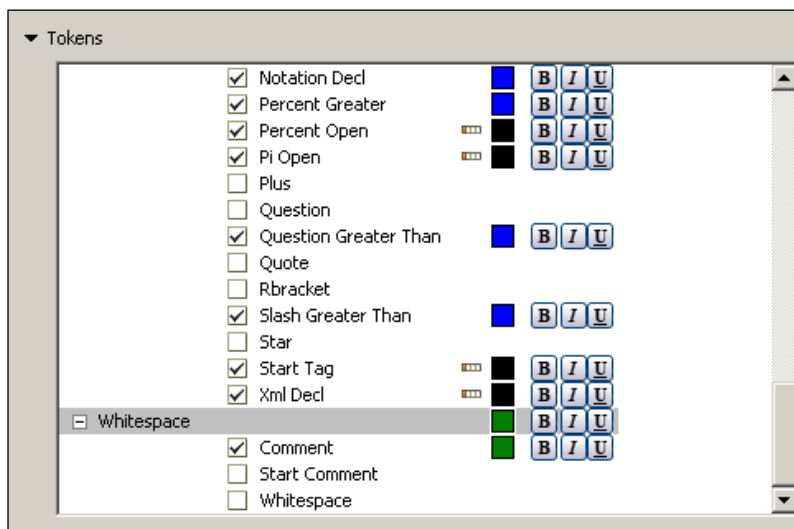 Tokens
Notation Decl B I U
Percent Greater B I U
Percent Open B I U
Pi Open B I U
Plus
Question
Question Greater Than B I U
Quote
Rbracket
Slash Greater Than B I U
Star
Start Tag B I U
Xml Decl B I U
Whitespace B I U
Comment B I U
Start Comment
Whitespace